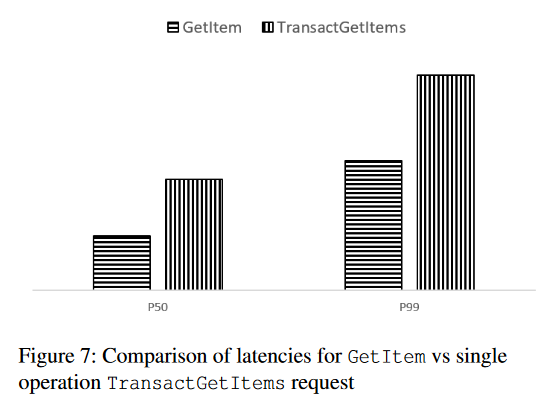 GetItem TransactGetItems
P50 P99
Figure 7: Comparison of latencies for GetItem vs single
operation TransactGetItems request